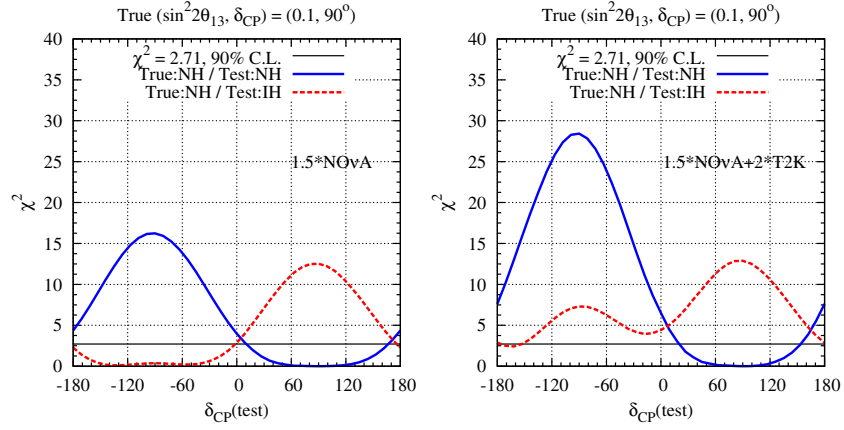 True (sin²2θ₁₃, δ_CP) = (0.1, 90°)
χ² = 2.71, 90% C.L.
True:NH / Test:NH
True:NH / Test:IH
1.5*NOνA
χ²
40
35
30
25
20
15
10
5
0
-180 -120 -60 0 60 120 180
δ_CP(test)
True (sin²2θ₁₃, δ_CP) = (0.1, 90°)
χ² = 2.71, 90% C.L.
True:NH / Test:NH
True:NH / Test:IH
1.5*NOνA+2*T2K
χ²
40
35
30
25
20
15
10
5
0
-180 -120 -60 0 60 120 180
δ_CP(test)